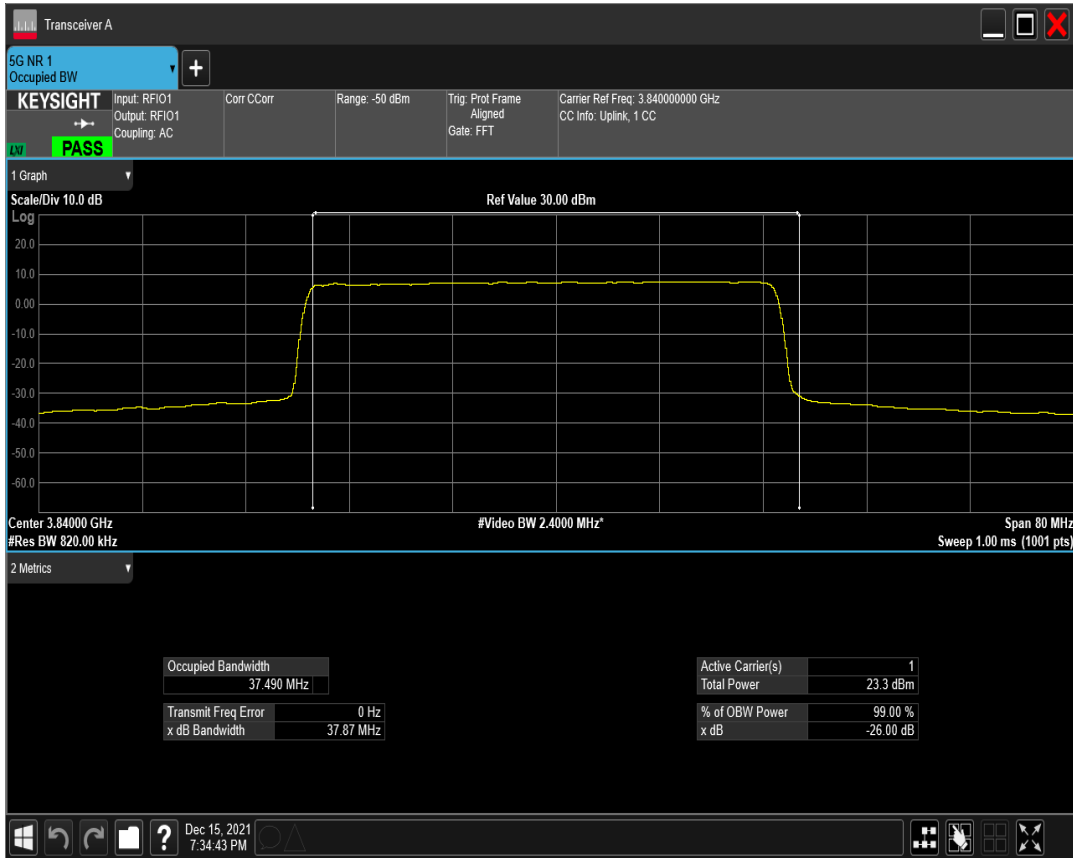 Transceiver A
5G NR 1
Occupied BW
KEYSIGHT
LXI
PASS
Input: RFIO1
Output: RFIO1
Coupling: AC
Corr CCorr
Range: -50 dBm
Trig: Prot Frame
Aligned
Gate: FFT
Carrier Ref Freq: 3.840000000 GHz
CC Info: Uplink, 1 CC
1 Graph
Scale/Div 10.0 dB
Ref Value 30.00 dBm
Log
20.0
10.0
0.00
-10.0
-20.0
-30.0
-40.0
-50.0
-60.0
Center 3.84000 GHz
#Video BW 2.4000 MHz*
Span 80 MHz
#Res BW 820.00 kHz
Sweep 1.00 ms (1001 pts)
2 Metrics
Occupied Bandwidth
37.490 MHz
Transmit Freq Error 0 Hz
x dB Bandwidth 37.87 MHz
Active Carrier(s) 1
Total Power 23.3 dBm
% of OBW Power 99.00 %
x dB -26.00 dB
?
Dec 15, 2021
7:34:43 PM